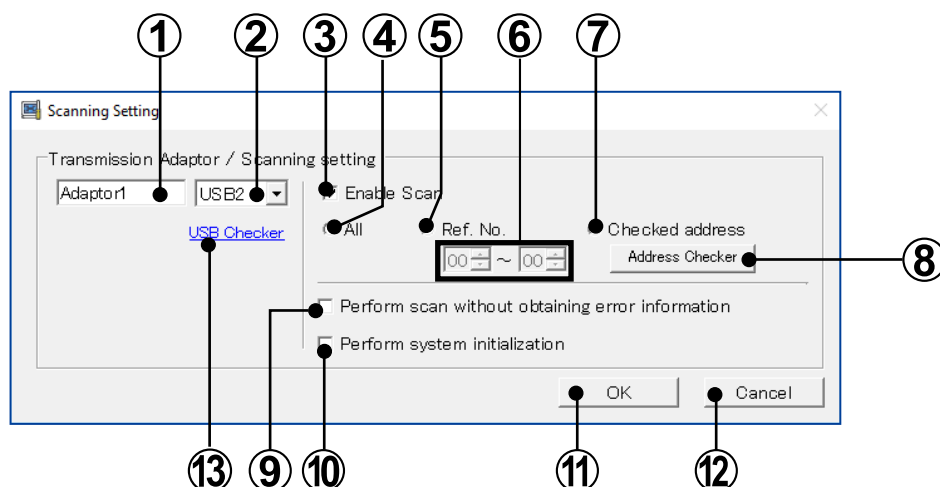 ① ② ③ ④ ⑤ ⑥ ⑦
Scanning Setting
Transmission Adaptor / Scanning setting
Adaptor1 USB2 Enable Scan
USB Checker All Ref. No. Checked address
00 ~ 00 Address Checker ⑧
Perform scan without obtaining error information
Perform system initialization
OK Cancel
⑬ ⑨ ⑩ ⑪ ⑫